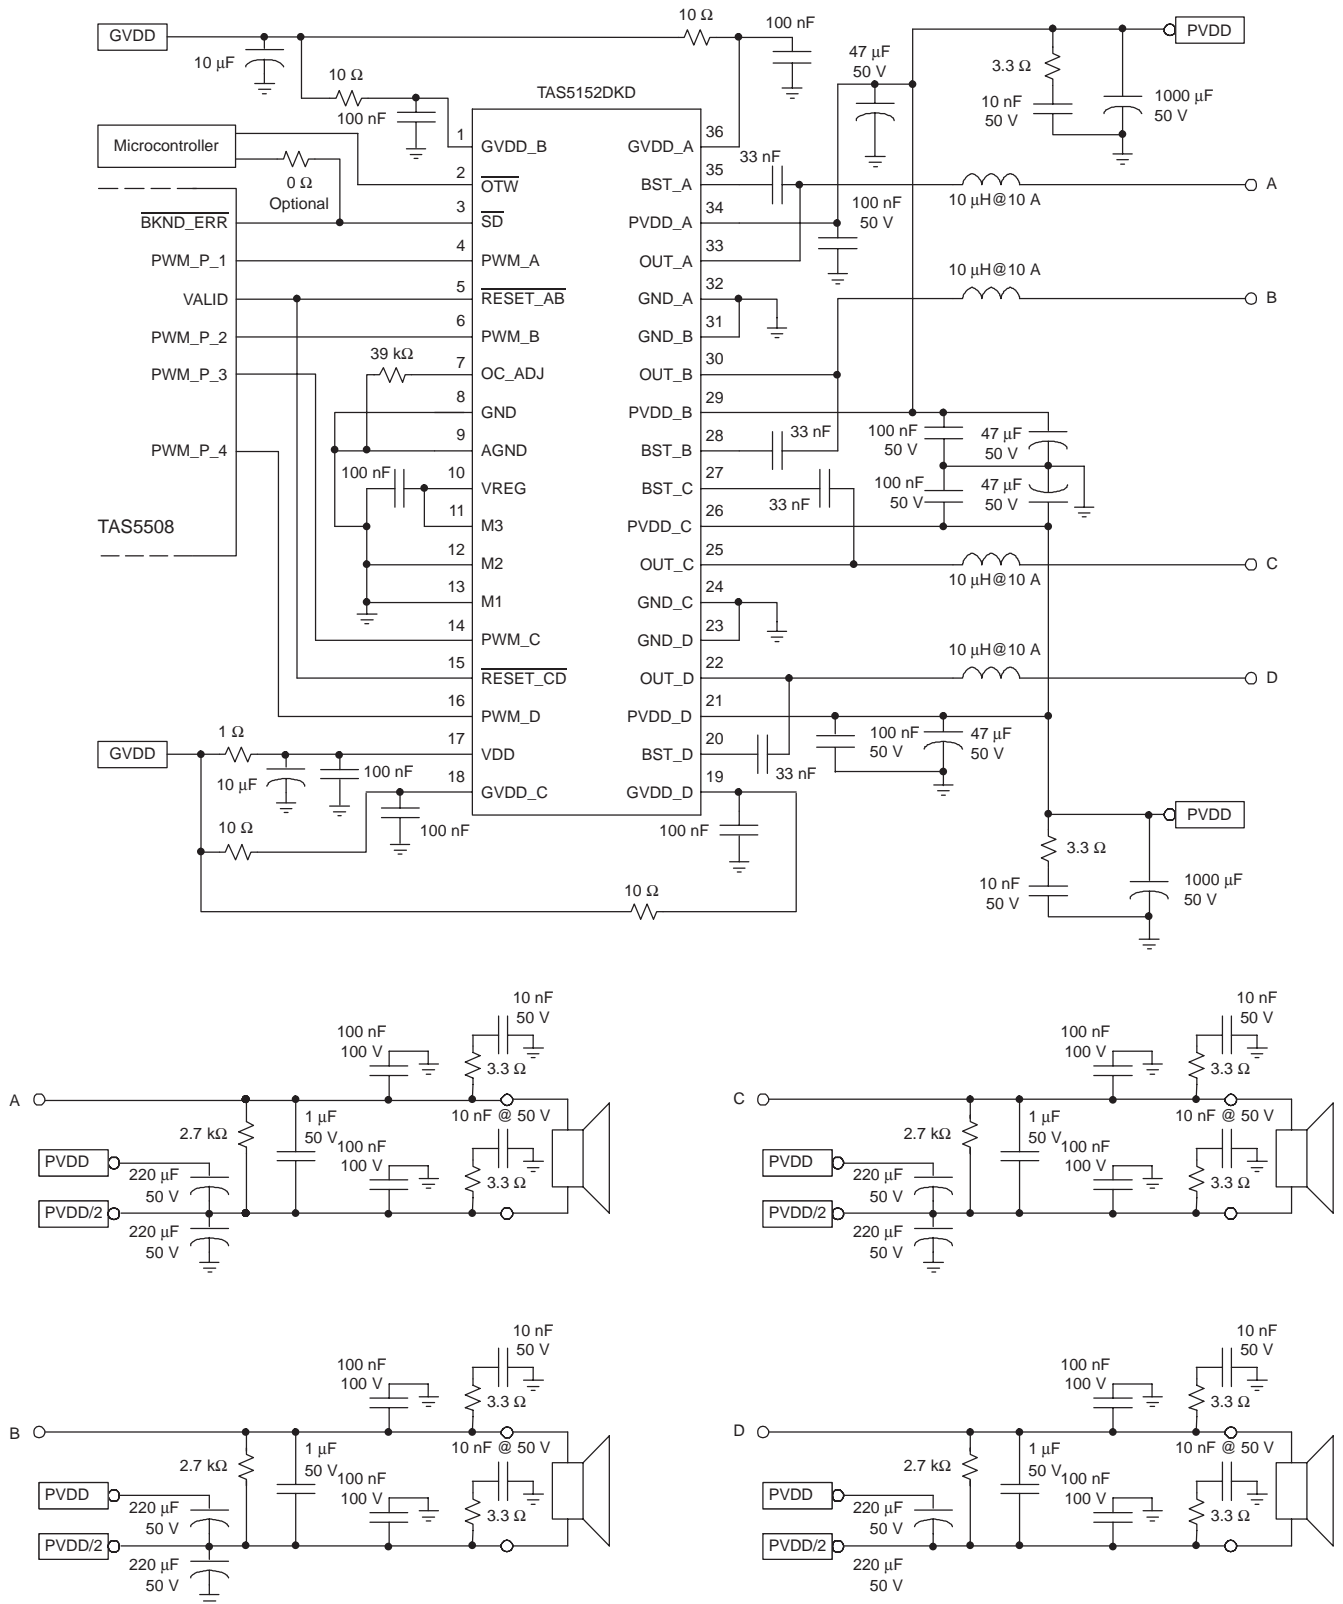 GVDD
10 µF
10 Ω
100 nF
10 Ω
100 nF
47 µF
50 V
PVDD
3.3 Ω
10 nF
50 V
1000 µF
50 V
TAS5152DKD
Microcontroller
0 Ω
Optional
BKND_ERR
PWM_P_1
VALID
PWM_P_2
PWM_P_3
PWM_P_4
TAS5508
39 kΩ
100 nF
1
GVDD_B
2
OTW
3
SD
4
PWM_A
5
RESET_AB
6
PWM_B
7
OC_ADJ
8
GND
9
AGND
10
VREG
11
M3
12
M2
13
M1
14
PWM_C
15
RESET_CD
16
PWM_D
17
VDD
18
GVDD_C
36
GVDD_A
35
BST_A
34
PVDD_A
33
OUT_A
32
GND_A
31
GND_B
30
OUT_B
29
PVDD_B
28
BST_B
27
BST_C
26
PVDD_C
25
OUT_C
24
GND_C
23
GND_D
22
OUT_D
21
PVDD_D
20
BST_D
19
GVDD_D
33 nF
100 nF
50 V
10 µH@10 A
A
10 µH@10 A
B
33 nF
100 nF
50 V
47 µF
50 V
33 nF
100 nF
50 V
47 µF
50 V
10 µH@10 A
C
10 µH@10 A
D
100 nF
50 V
47 µF
50 V
33 nF
GVDD
1 Ω
10 µF
100 nF
10 Ω
100 nF
100 nF
10 Ω
PVDD
3.3 Ω
10 nF
50 V
1000 µF
50 V
10 nF
50 V
100 nF
100 V
3.3 Ω
A
10 nF @ 50 V
2.7 kΩ
1 µF
50 V
100 nF
100 V
3.3 Ω
PVDD
220 µF
50 V
PVDD/2
220 µF
50 V
10 nF
50 V
100 nF
100 V
3.3 Ω
C
10 nF @ 50 V
2.7 kΩ
1 µF
50 V
100 nF
100 V
3.3 Ω
PVDD
220 µF
50 V
PVDD/2
220 µF
50 V
10 nF
50 V
100 nF
100 V
3.3 Ω
B
10 nF @ 50 V
2.7 kΩ
1 µF
50 V
100 nF
100 V
3.3 Ω
PVDD
220 µF
50 V
PVDD/2
220 µF
50 V
10 nF
50 V
100 nF
100 V
3.3 Ω
D
10 nF @ 50 V
2.7 kΩ
1 µF
50 V
100 nF
100 V
3.3 Ω
PVDD
220 µF
50 V
PVDD/2
220 µF
50 V